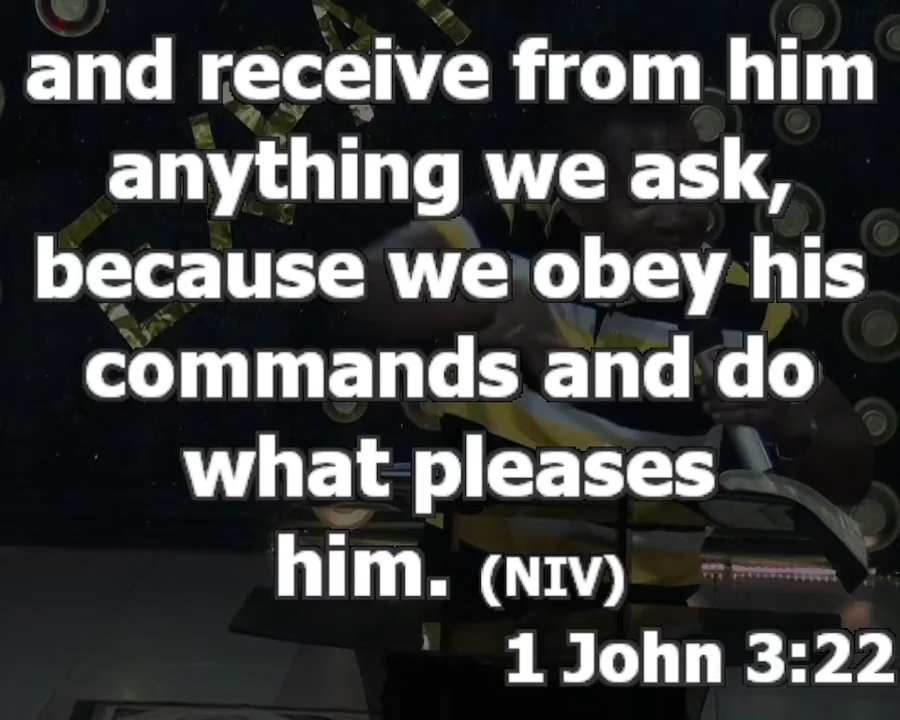 and receive from him
anything we ask,
because we obey his
commands and do
what pleases
him. (NIV)
1 John 3:22